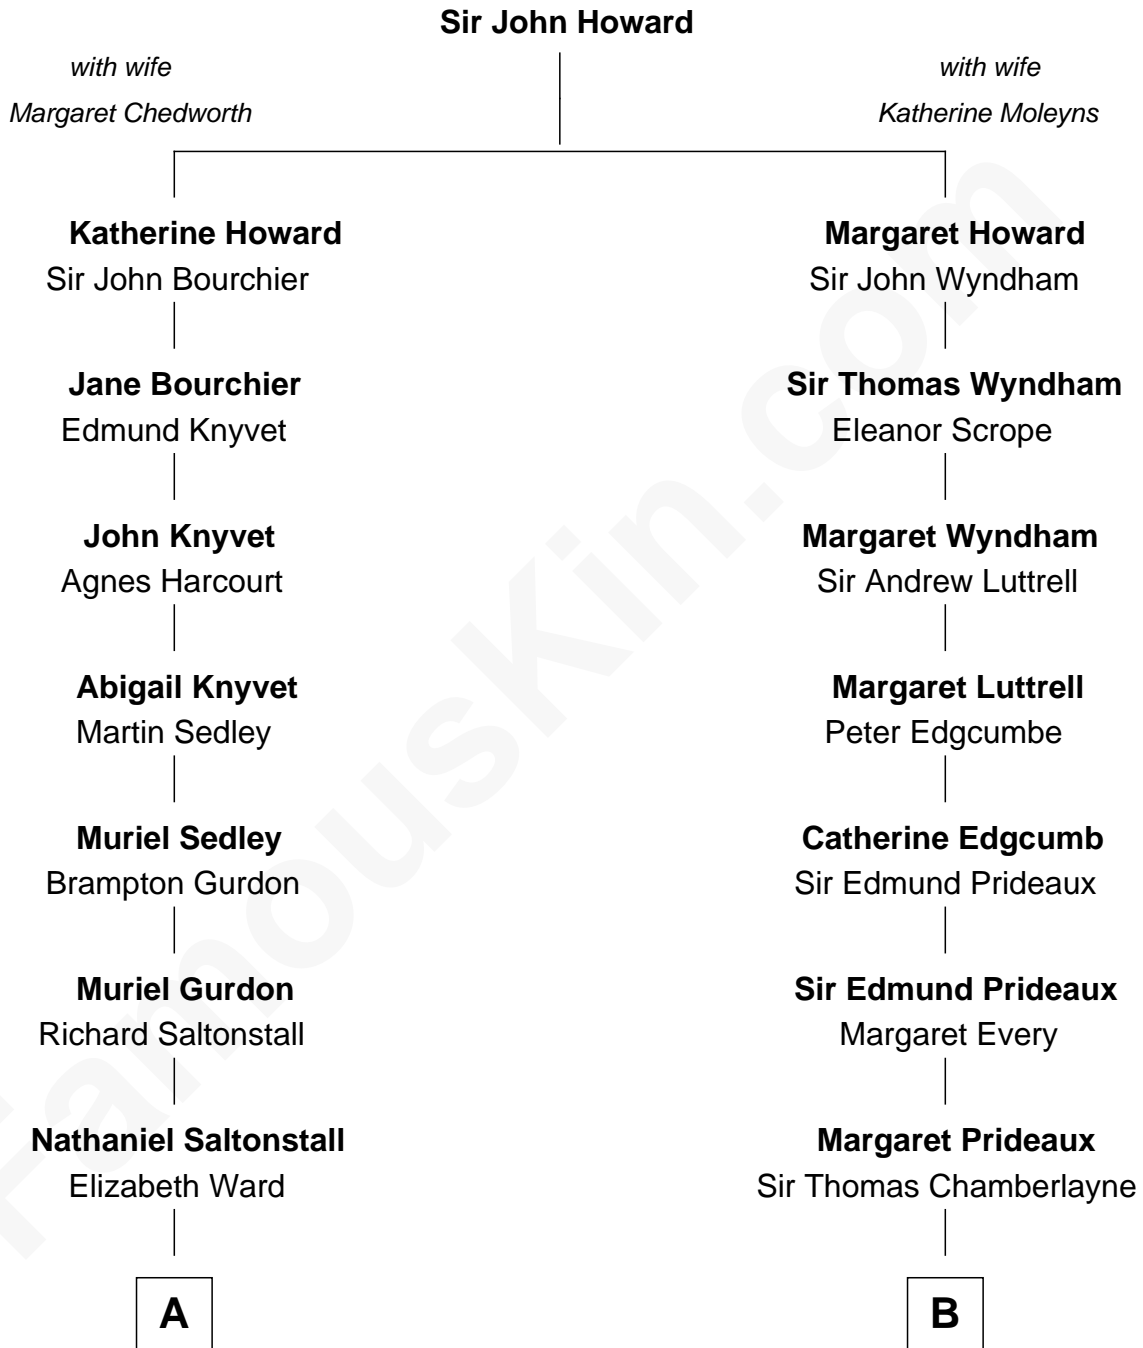 Sir John Howard
with wife
Margaret Chedworth
with wife
Katherine Moleyns
Katherine Howard
Sir John Bourchier
Margaret Howard
Sir John Wyndham
Jane Bourchier
Edmund Knyvet
Sir Thomas Wyndham
Eleanor Scrope
John Knyvet
Agnes Harcourt
Margaret Wyndham
Sir Andrew Luttrell
Abigail Knyvet
Martin Sedley
Margaret Luttrell
Peter Edgcumbe
Muriel Sedley
Brampton Gurdon
Catherine Edgcumb
Sir Edmund Prideaux
Muriel Gurdon
Richard Saltonstall
Sir Edmund Prideaux
Margaret Every
Nathaniel Saltonstall
Elizabeth Ward
Margaret Prideaux
Sir Thomas Chamberlayne
A
B
FamousKin.com